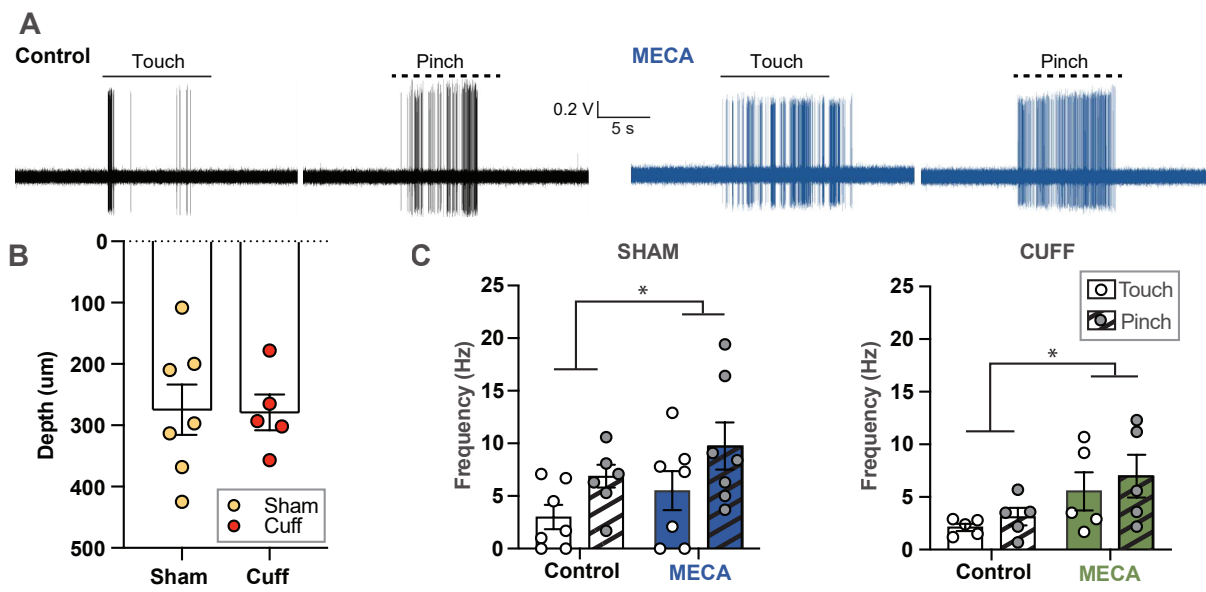 A
Control
Touch
Pinch
MECA
Touch
Pinch
0.2 V
5 s
B
0
100
200
300
400
500
Depth (um)
Sham
Cuff
Sham
Cuff
C
SHAM
25
20
15
10
5
0
Frequency (Hz)
*
Control
MECA
CUFF
Touch
Pinch
25
20
15
10
5
0
Frequency (Hz)
*
Control
MECA